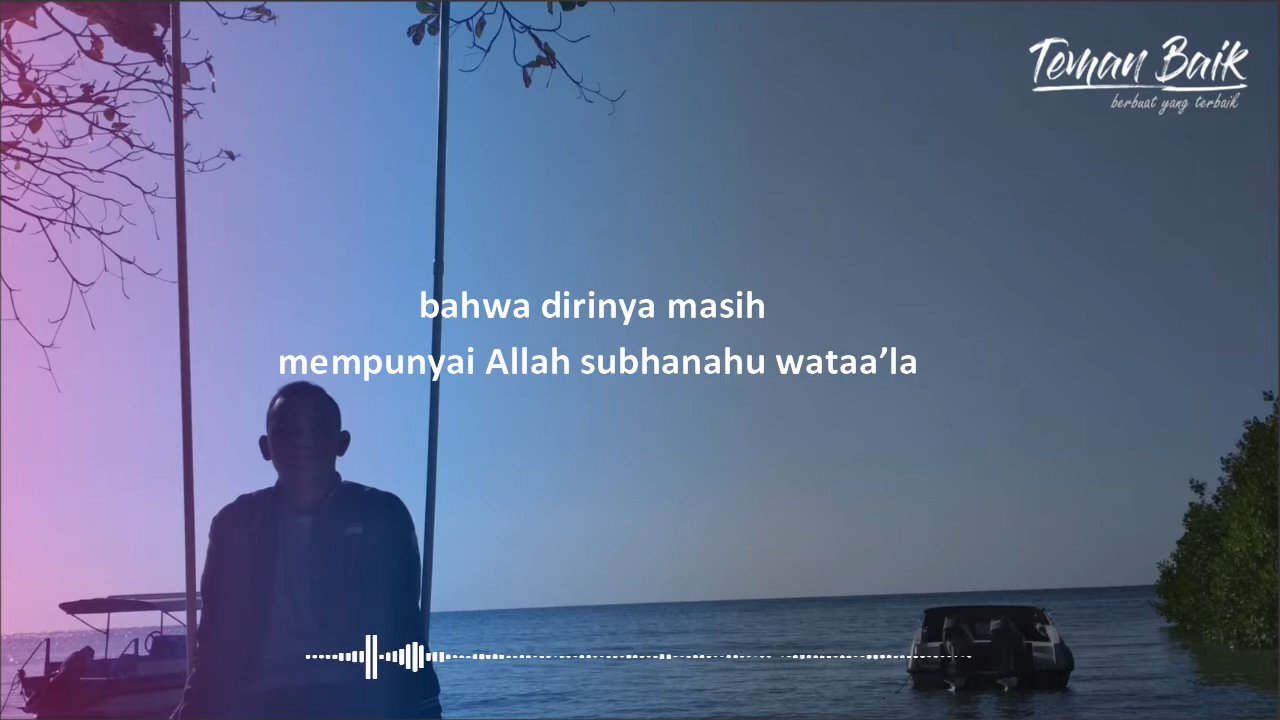 Teman Baik
berbuat yang terbaik
bahwa dirinya masih
mempunyai Allah subhanahu wataa’la